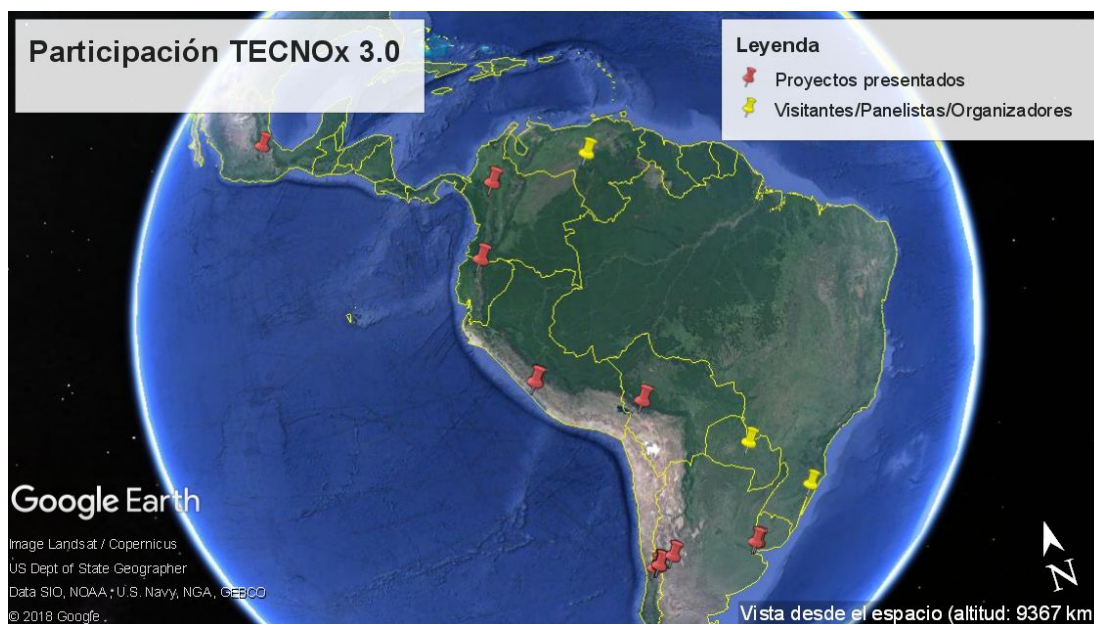 Participación TECNOx 3.0
Leyenda
Proyectos presentados
Visitantes/Panelistas/Organizadores
Google Earth
Image Landsat / Copernicus
US Dept of State Geographer
Data SIO, NOAA, U.S. Navy, NGA, GEBCO
© 2018 Google
N
Vista desde el espacio (altitud: 9367 km